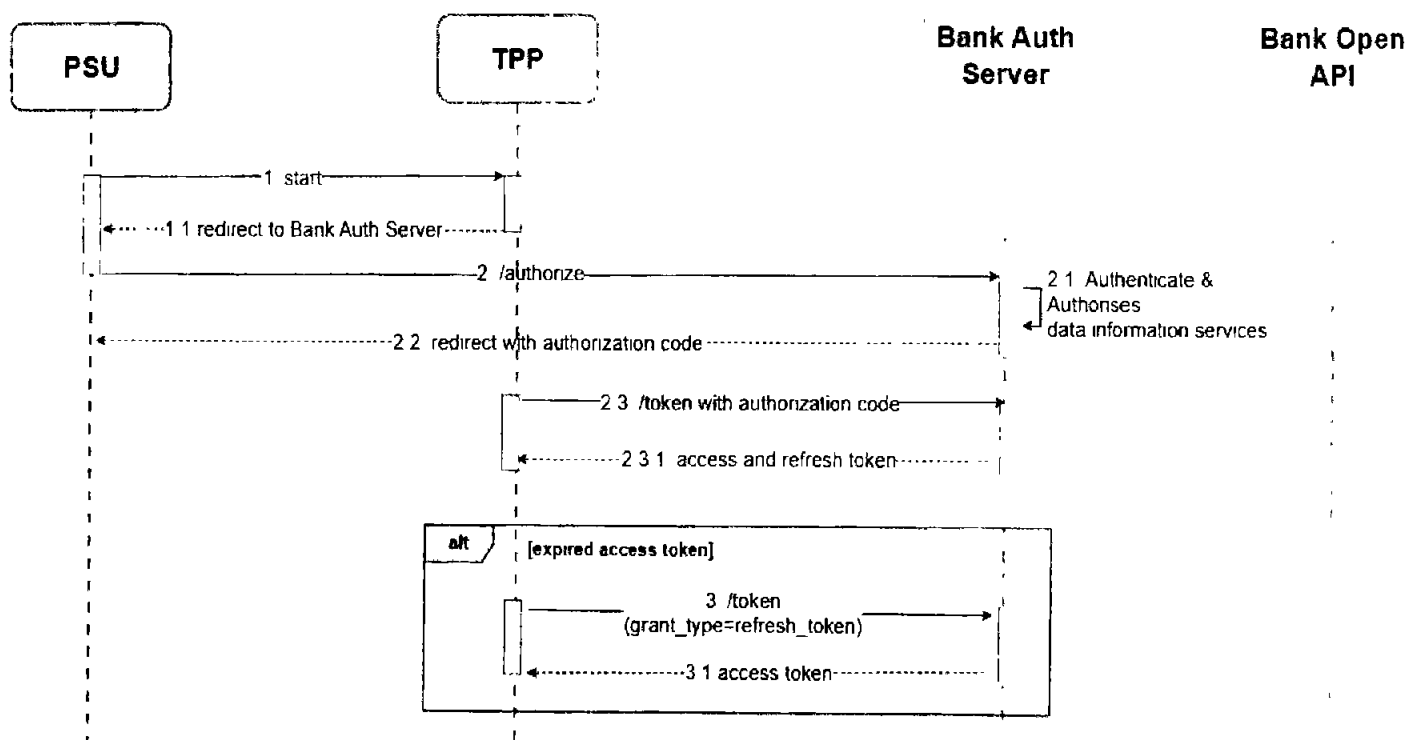 PSU
TPP
Bank Auth
Server
Bank Open
API
1 start
1 1 redirect to Bank Auth Server
2 /authorize
2 1 Authenticate &
Authorises
data information services
2 2 redirect with authorization code
2 3 /token with authorization code
2 3 1 access and refresh token
alt
[expired access token]
3 /token
(grant_type=refresh_token)
3 1 access token